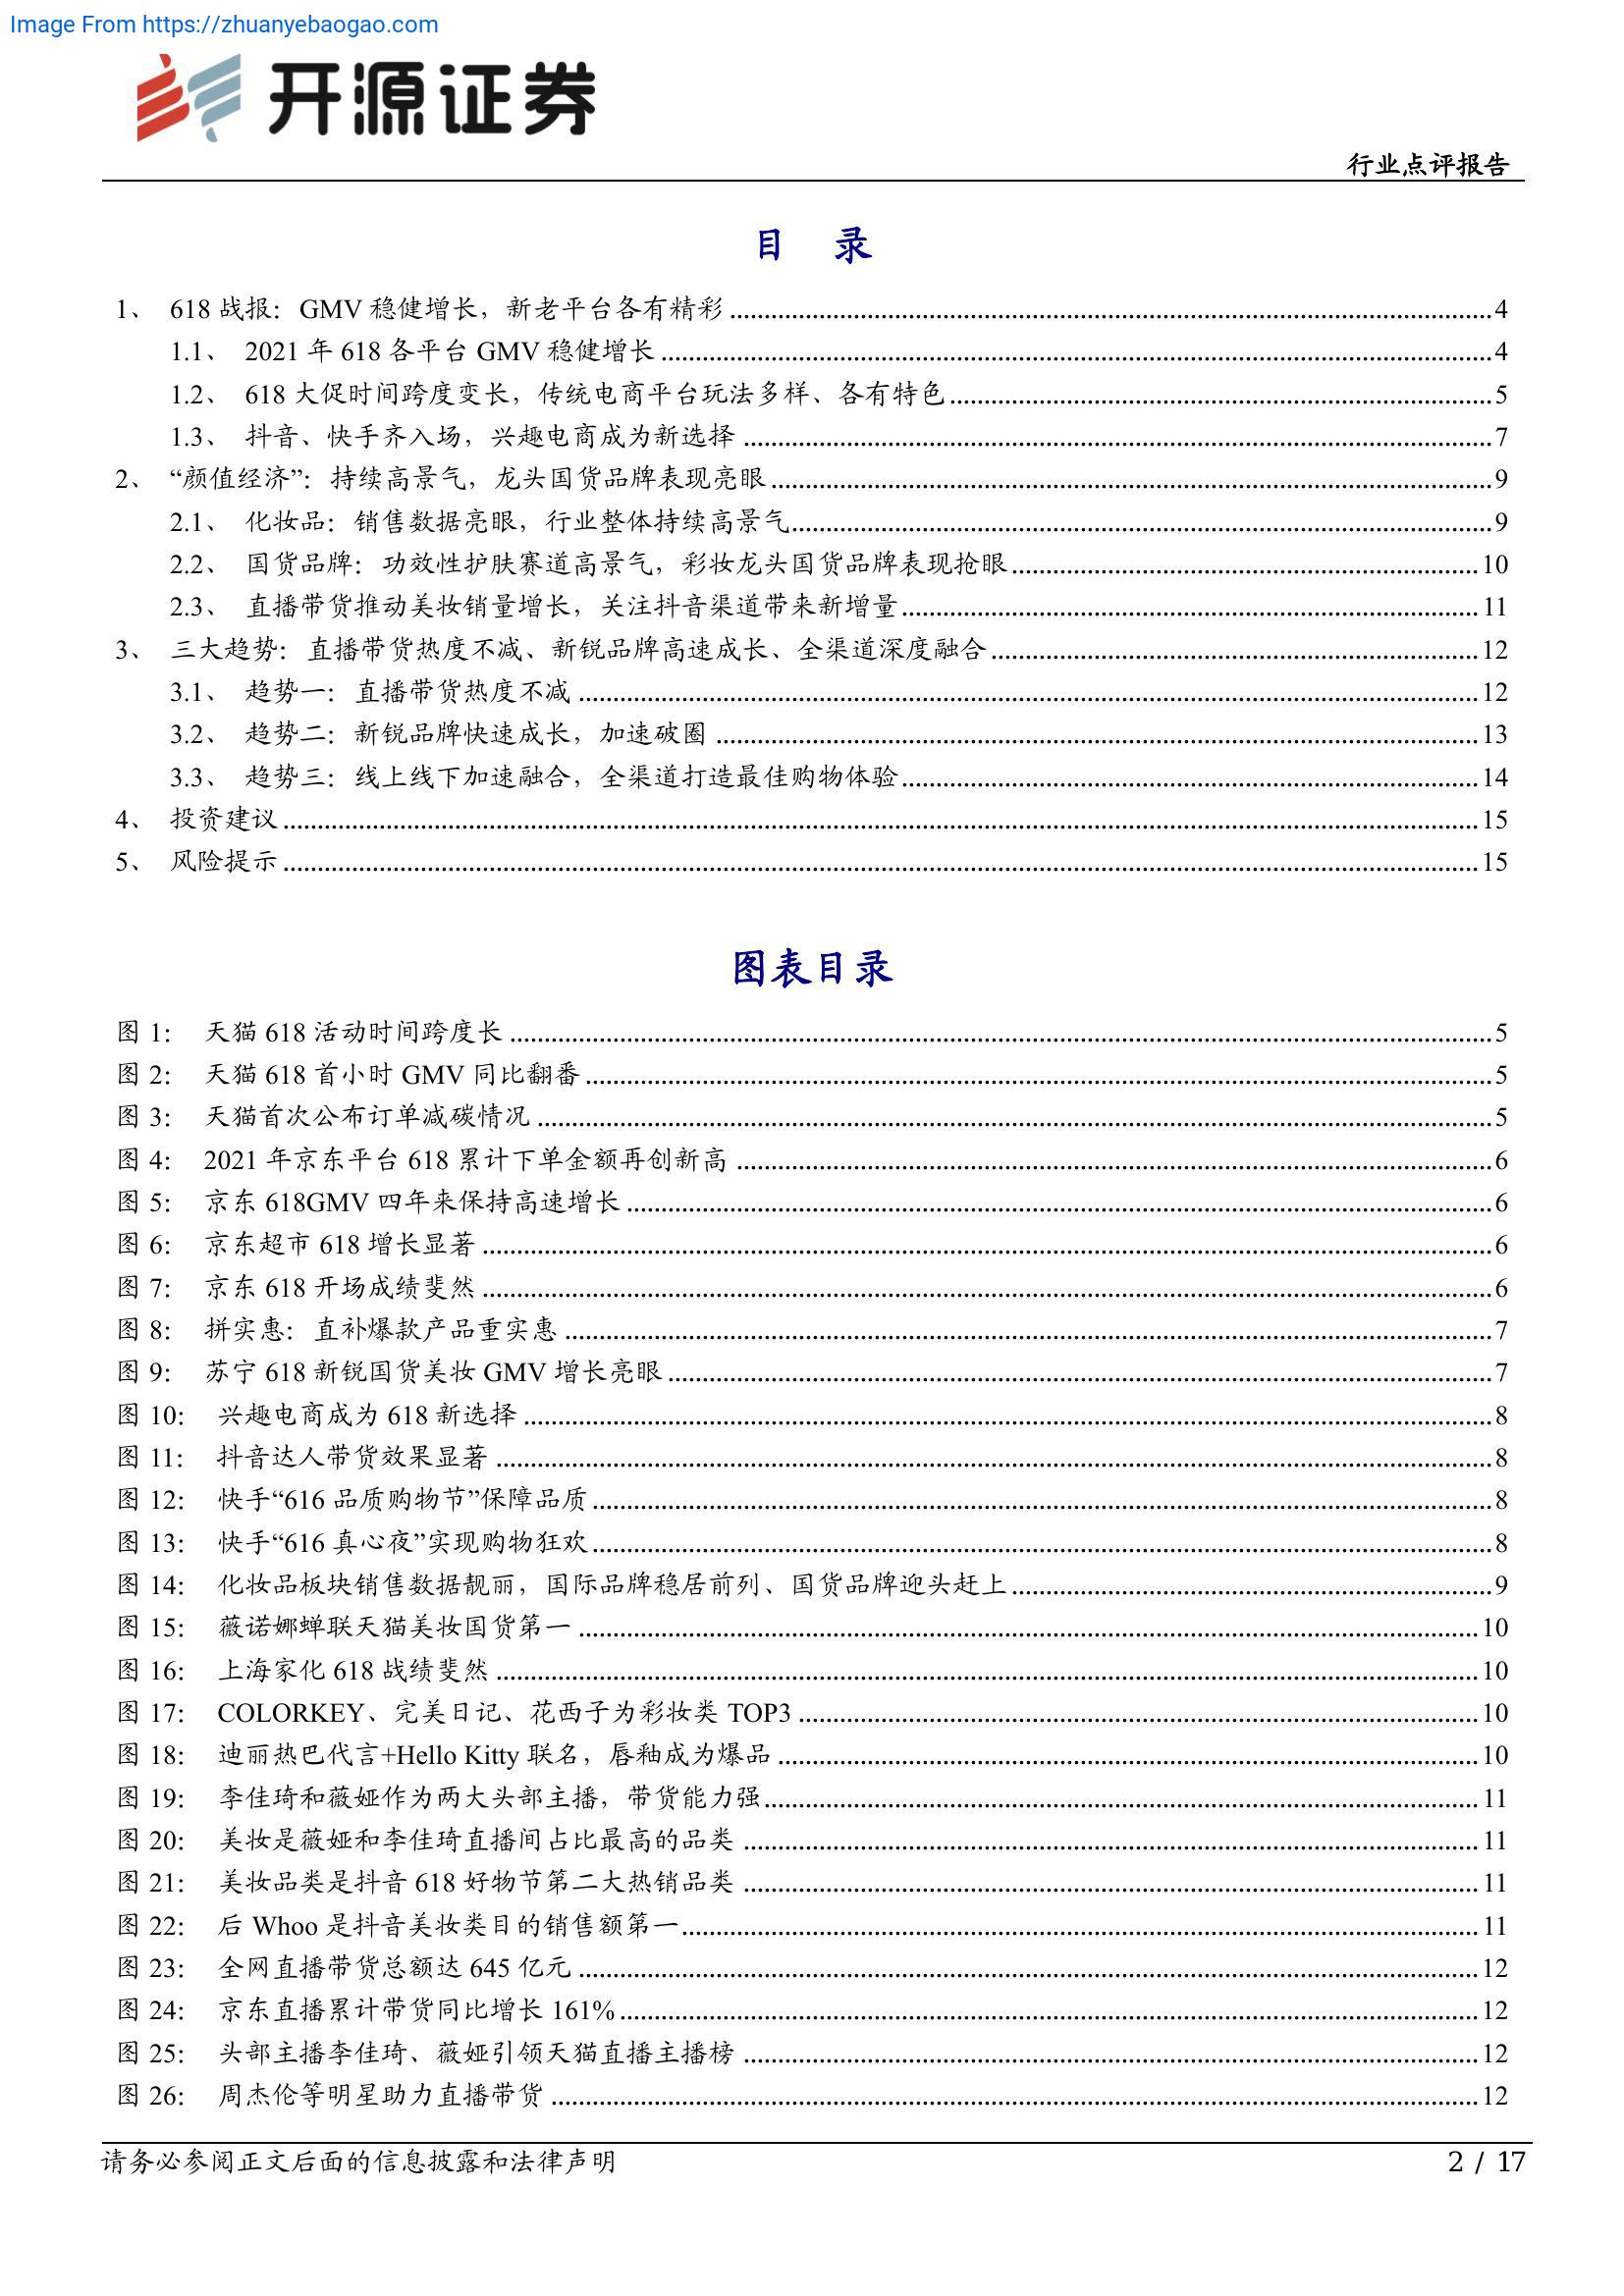 Image From https://zhuanyebaogao.com
开源证券
行业点评报告
目 录
1、 618 战报：GMV 稳健增长，新老平台各有精彩 4
1.1、 2021 年 618 各平台 GMV 稳健增长 4
1.2、 618 大促时间跨度变长，传统电商平台玩法多样、各有特色 5
1.3、 抖音、快手齐入场，兴趣电商成为新选择 7
2、 “颜值经济”：持续高景气，龙头国货品牌表现亮眼 9
2.1、 化妆品：销售数据亮眼，行业整体持续高景气 9
2.2、 国货品牌：功效性护肤赛道高景气，彩妆龙头国货品牌表现抢眼 10
2.3、 直播带货推动美妆销量增长，关注抖音渠道带来新增量 11
3、 三大趋势：直播带货热度不减、新锐品牌高速成长、全渠道深度融合 12
3.1、 趋势一：直播带货热度不减 12
3.2、 趋势二：新锐品牌快速成长，加速破圈 13
3.3、 趋势三：线上线下加速融合，全渠道打造最佳购物体验 14
4、 投资建议 15
5、 风险提示 15
图表目录
图 1： 天猫 618 活动时间跨度长 5
图 2： 天猫 618 首小时 GMV 同比翻番 5
图 3： 天猫首次公布订单减碳情况 5
图 4： 2021 年京东平台 618 累计下单金额再创新高 6
图 5： 京东 618GMV 四年来保持高速增长 6
图 6： 京东超市 618 增长显著 6
图 7： 京东 618 开场成绩斐然 6
图 8： 拼实惠：直补爆款产品重实惠 7
图 9： 苏宁 618 新锐国货美妆 GMV 增长亮眼 7
图 10： 兴趣电商成为 618 新选择 8
图 11： 抖音达人带货效果显著 8
图 12： 快手“616 品质购物节”保障品质 8
图 13： 快手“616 真心夜”实现购物狂欢 8
图 14： 化妆品板块销售数据靓丽，国际品牌稳居前列、国货品牌迎头赶上 9
图 15： 薇诺娜蝉联天猫美妆国货第一 10
图 16： 上海家化 618 战绩斐然 10
图 17： COLORKEY、完美日记、花西子为彩妆类 TOP3 10
图 18： 迪丽热巴代言+Hello Kitty 联名，唇釉成为爆品 10
图 19： 李佳琦和薇娅作为两大头部主播，带货能力强 11
图 20： 美妆是薇娅和李佳琦直播间占比最高的品类 11
图 21： 美妆品类是抖音 618 好物节第二大热销品类 11
图 22： 后 Whoo 是抖音美妆类目的销售额第一 11
图 23： 全网直播带货总额达 645 亿元 12
图 24： 京东直播累计带货同比增长 161% 12
图 25： 头部主播李佳琦、薇娅引领天猫直播主播榜 12
图 26： 周杰伦等明星助力直播带货 12
请务必参阅正文后面的信息披露和法律声明
2 / 17